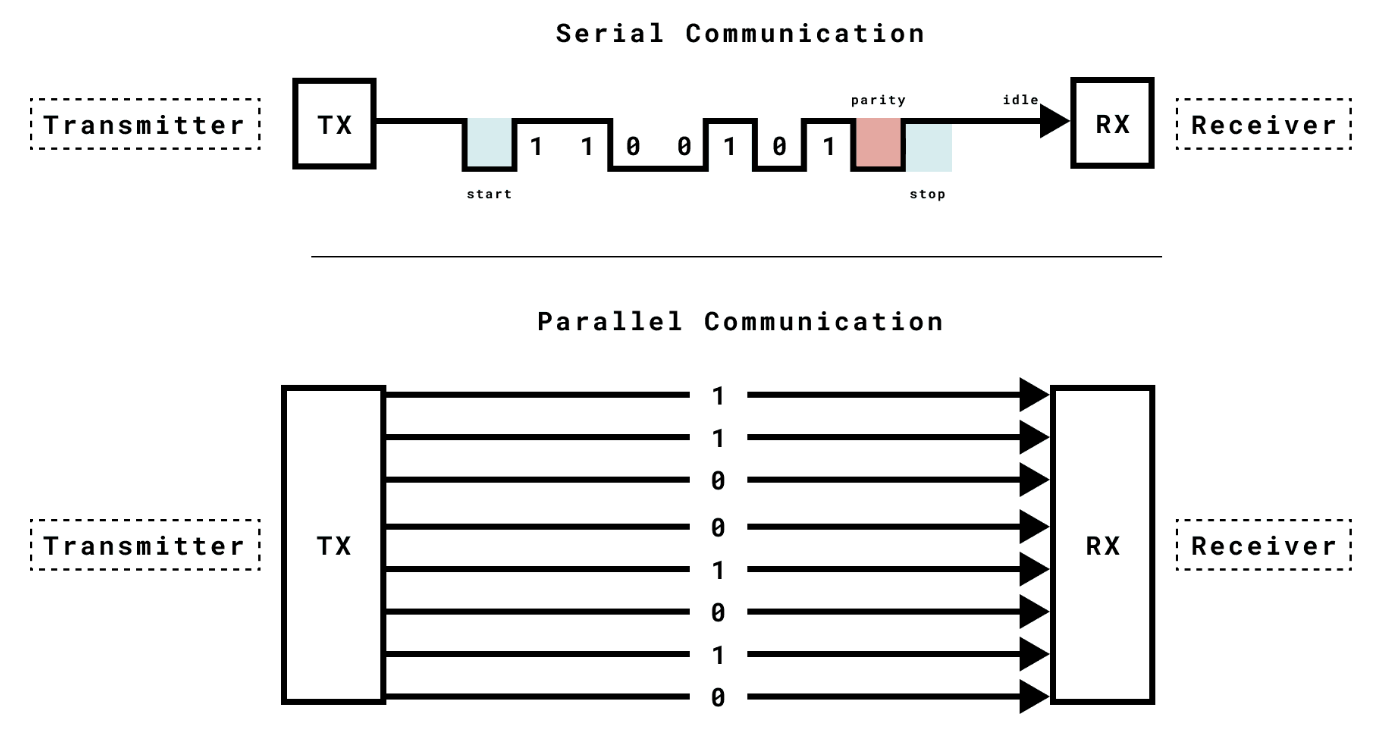 Serial Communication
parity
idle
Transmitter
TX
1 1 0 0 1 0 1
RX
Receiver
start
stop
Parallel Communication
1
1
0
0
Transmitter
TX
RX
Receiver
1
0
1
0